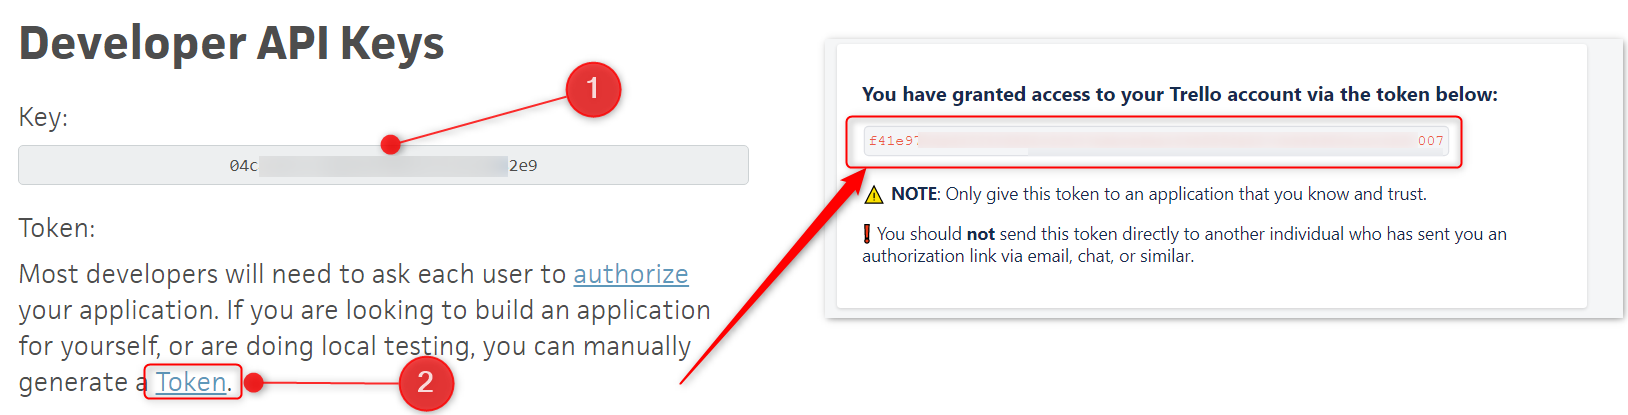 Developer API Keys
1
Key:
04c 2e9
Token:
Most developers will need to ask each user to authorize
your application. If you are looking to build an application
for yourself, or are doing local testing, you can manually
generate a Token.
2
You have granted access to your Trello account via the token below:
f41e97 007
NOTE: Only give this token to an application that you know and trust.
You should not send this token directly to another individual who has sent you an
authorization link via email, chat, or similar.